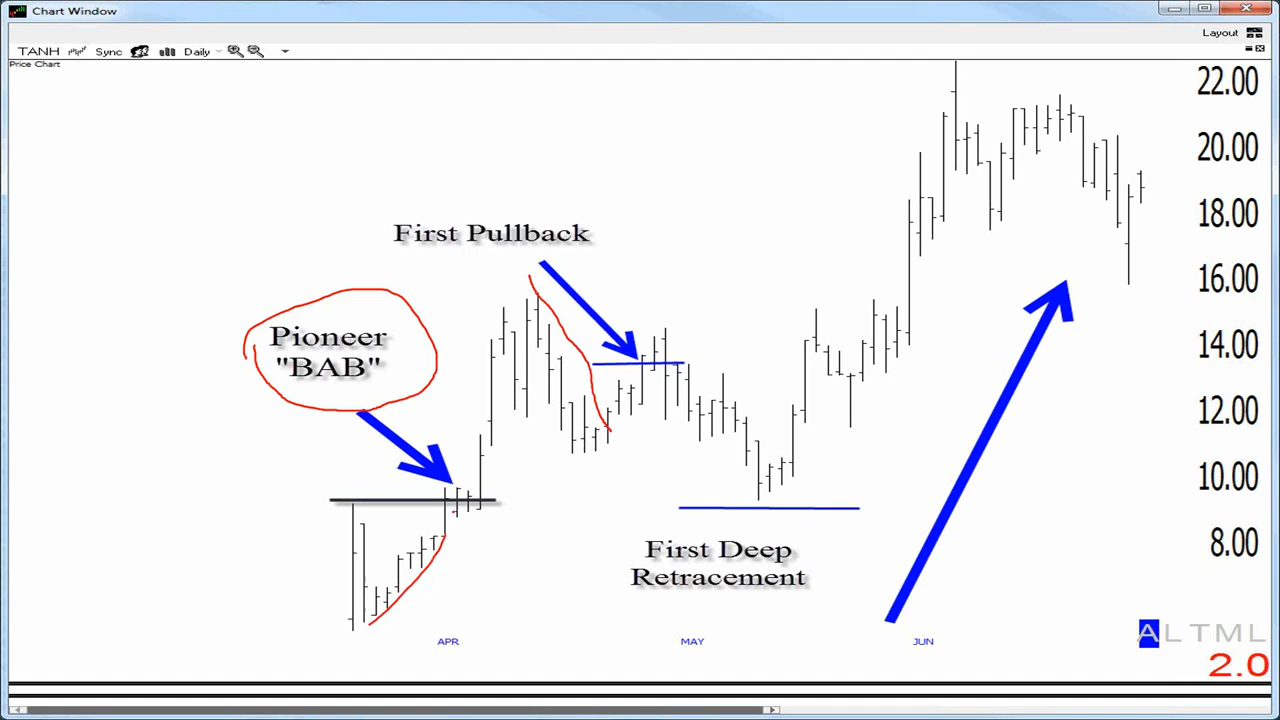 Chart Window
Layout
TANH
Sync
Daily
Price Chart
22.00
20.00
18.00
First Pullback
16.00
Pioneer
"BAB"
14.00
12.00
10.00
First Deep
Retracement
8.00
APR
MAY
JUN
ALTML
2.0